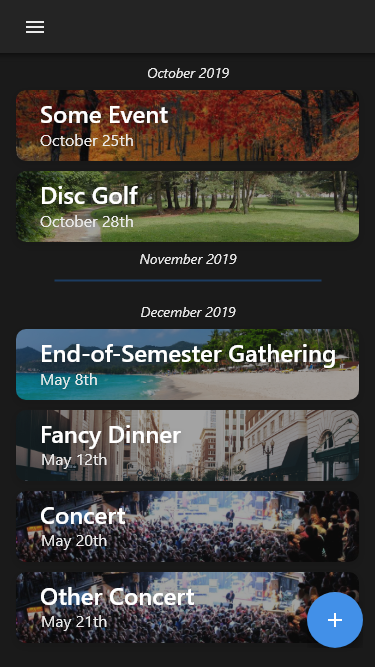 October 2019
Some Event
October 25th
Disc Golf
October 28th
November 2019
December 2019
End-of-Semester Gathering
May 8th
Fancy Dinner
May 12th
Concert
May 20th
Other Concert
May 21th